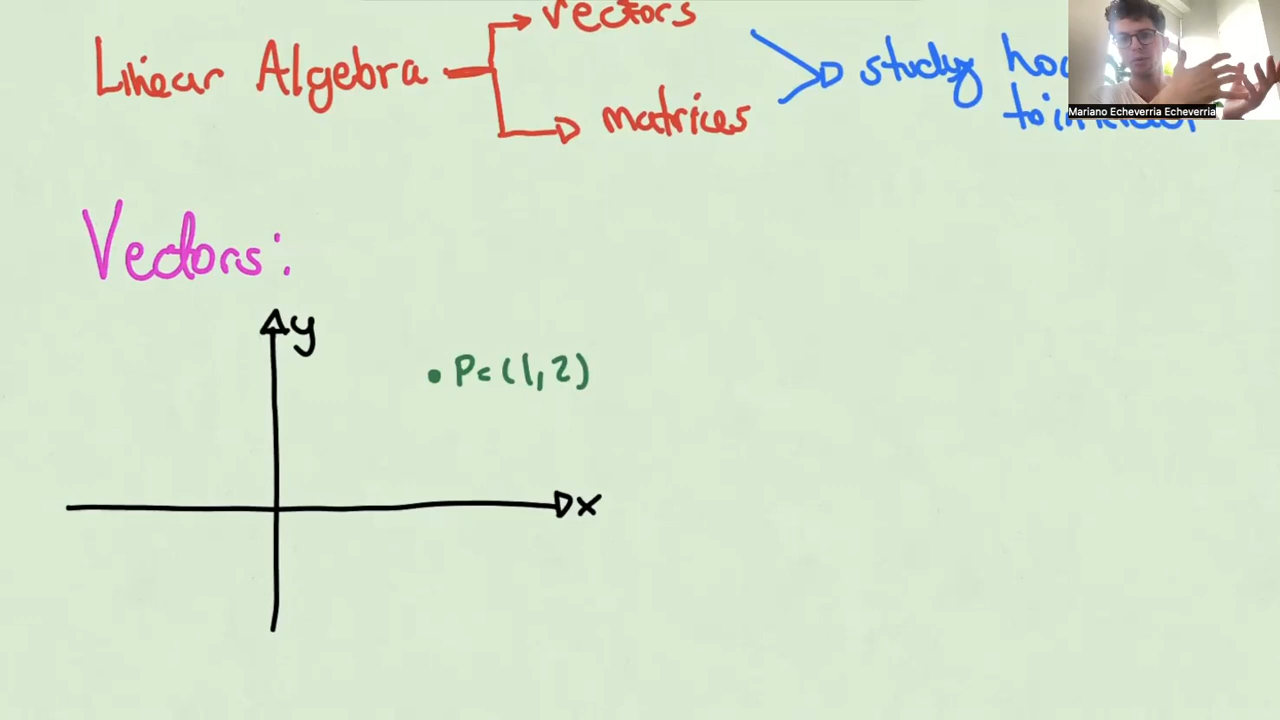 vectors
Linear Algebra
matrices
study
Mariano Echeverria Echeverria
Vectors:
y
P=(1,2)
x